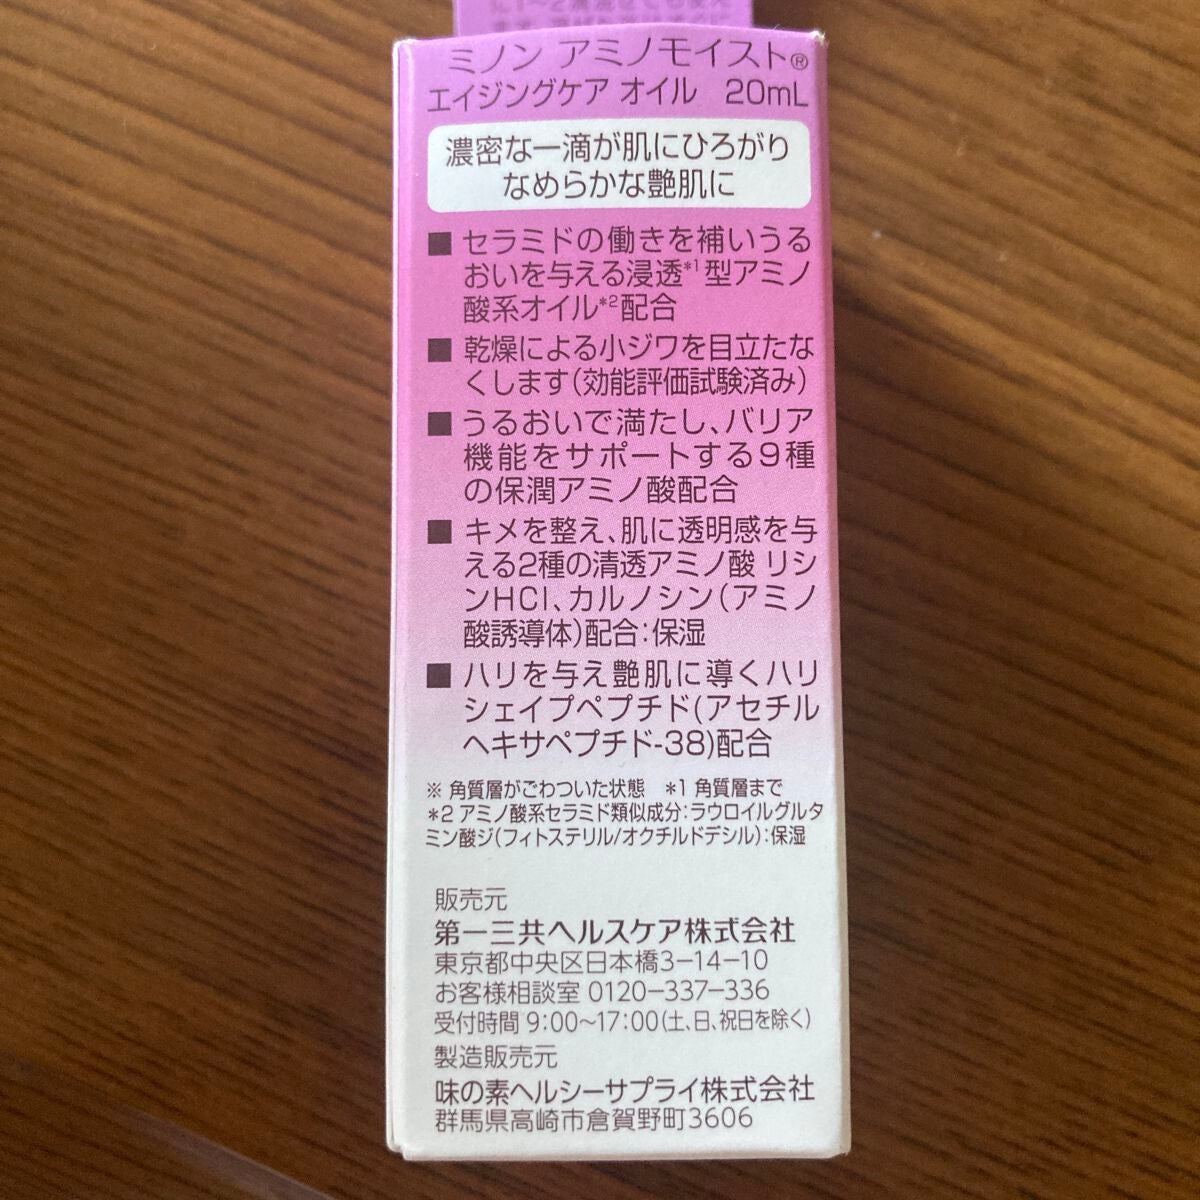 に1～2滴混ぜても使え
ミノン アミノモイスト®
エイジングケア オイル 20mL
濃密な一滴が肌にひろがり
なめらかな艶肌に
■ セラミドの働きを補いうる
おいを与える浸透*1型アミノ
酸系オイル*2配合
■ 乾燥による小ジワを目立たな
くします(効能評価試験済み)
■ うるおいで満たし、バリア
機能をサポートする9種
の保潤アミノ酸配合
■ キメを整え、肌に透明感を与
える2種の清透アミノ酸 リシ
ンHCl、カルノシン(アミノ
酸誘導体)配合:保湿
■ ハリを与え艶肌に導くハリ
シェイプペプチド(アセチル
ヘキサペプチド-38)配合
※ 角質層がごわついた状態 *1 角質層まで
*2 アミノ酸系セラミド類似成分:ラウロイルグルタ
ミン酸ジ(フィトステリル/オクチルドデシル):保湿
販売元
第一三共ヘルスケア株式会社
東京都中央区日本橋3-14-10
お客様相談室 0120-337-336
受付時間 9:00～17:00(土、日、祝日を除く)
製造販売元
味の素ヘルシーサプライ株式会社
群馬県高崎市倉賀野町3606